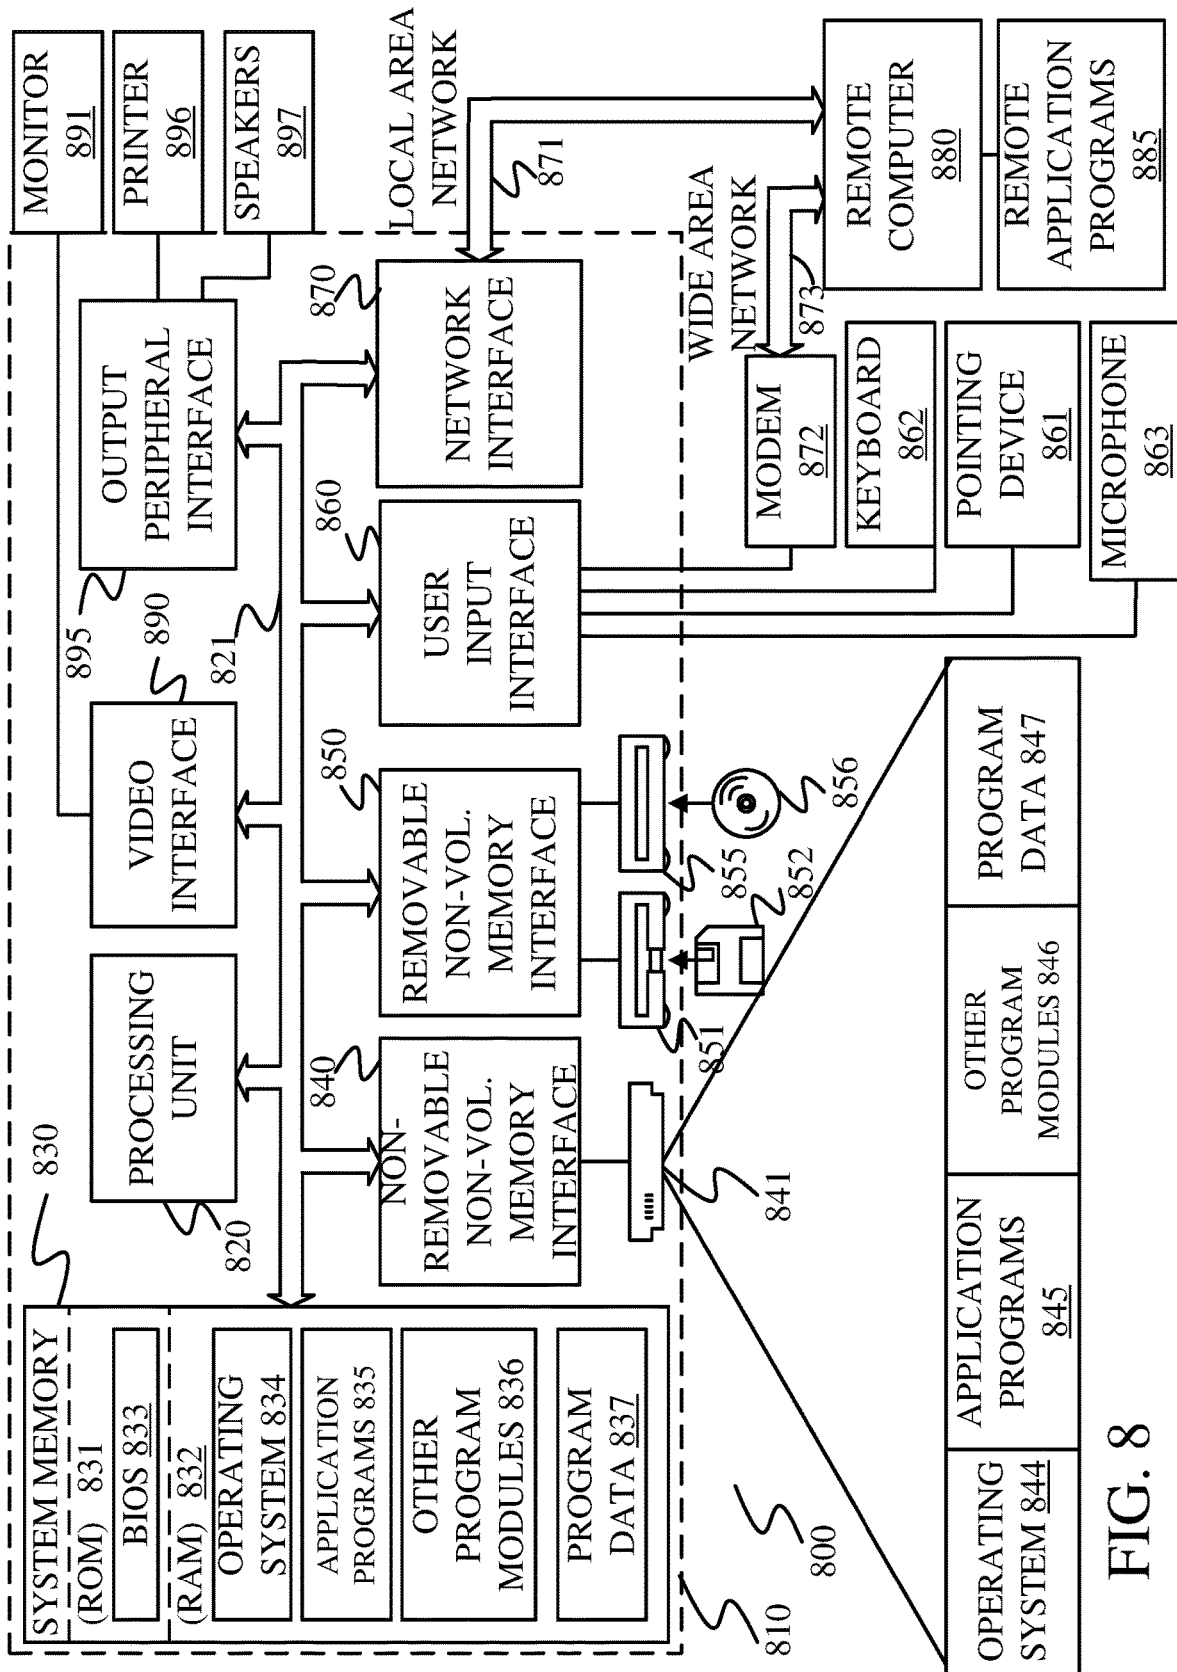 SYSTEM MEMORY
(ROM) 831
BIOS 833
(RAM) 832
OPERATING
SYSTEM 834
APPLICATION
PROGRAMS 835
OTHER
PROGRAM
MODULES 836
PROGRAM
DATA 837
830
810
800
PROCESSING
UNIT
820
VIDEO
INTERFACE
890
821
OUTPUT
PERIPHERAL
INTERFACE
895
MONITOR
891
PRINTER
896
SPEAKERS
897
NON-
REMOVABLE
NON-VOL.
MEMORY
INTERFACE
840
REMOVABLE
NON-VOL.
MEMORY
INTERFACE
850
USER
INPUT
INTERFACE
860
NETWORK
INTERFACE
870
LOCAL AREA
NETWORK
871
841
851
852
855
856
WIDE AREA
NETWORK
873
MODEM
872
KEYBOARD
862
POINTING
DEVICE
861
MICROPHONE
863
REMOTE
COMPUTER
880
REMOTE
APPLICATION
PROGRAMS
885
OPERATING
SYSTEM 844
APPLICATION
PROGRAMS
845
OTHER
PROGRAM
MODULES 846
PROGRAM
DATA 847
FIG. 8